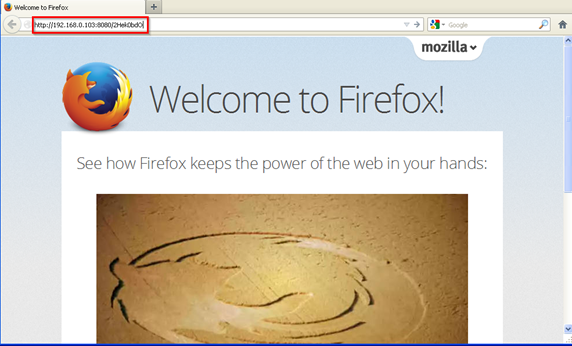 Welcome to Firefox
http://192.168.0.103:8080/2Hek0bdO
Google
mozilla
Welcome to Firefox!
See how Firefox keeps the power of the web in your hands: